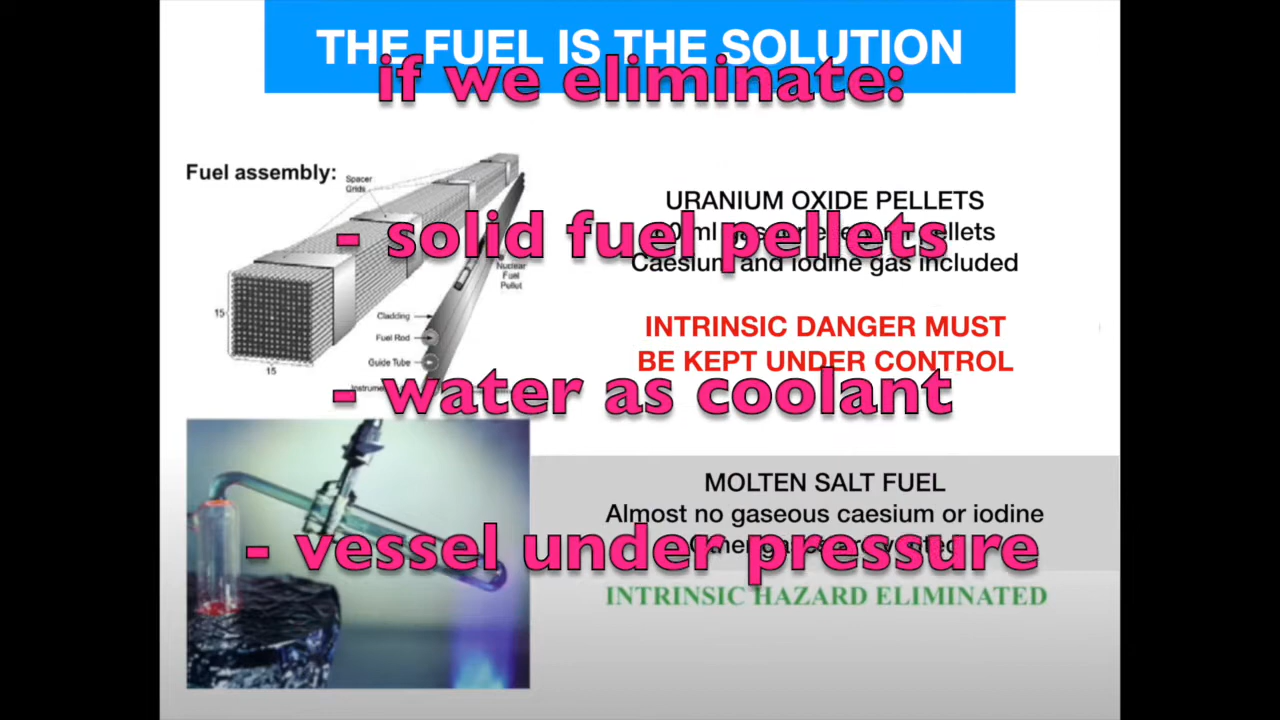 THE FUEL IS THE SOLUTION
if we eliminate:
Fuel assembly:
Spacer
Grids
URANIUM OXIDE PELLETS
pellets
- solid fuel pellets
Caesium and iodine gas included
Nuclear
Fuel
Pellet
15
Cladding
INTRINSIC DANGER MUST
Fuel Rod
BE KEPT UNDER CONTROL
Guide Tube
15
- water as coolant
MOLTEN SALT FUEL
Almost no gaseous caesium or iodine
- vessel under pressure
INTRINSIC HAZARD ELIMINATED